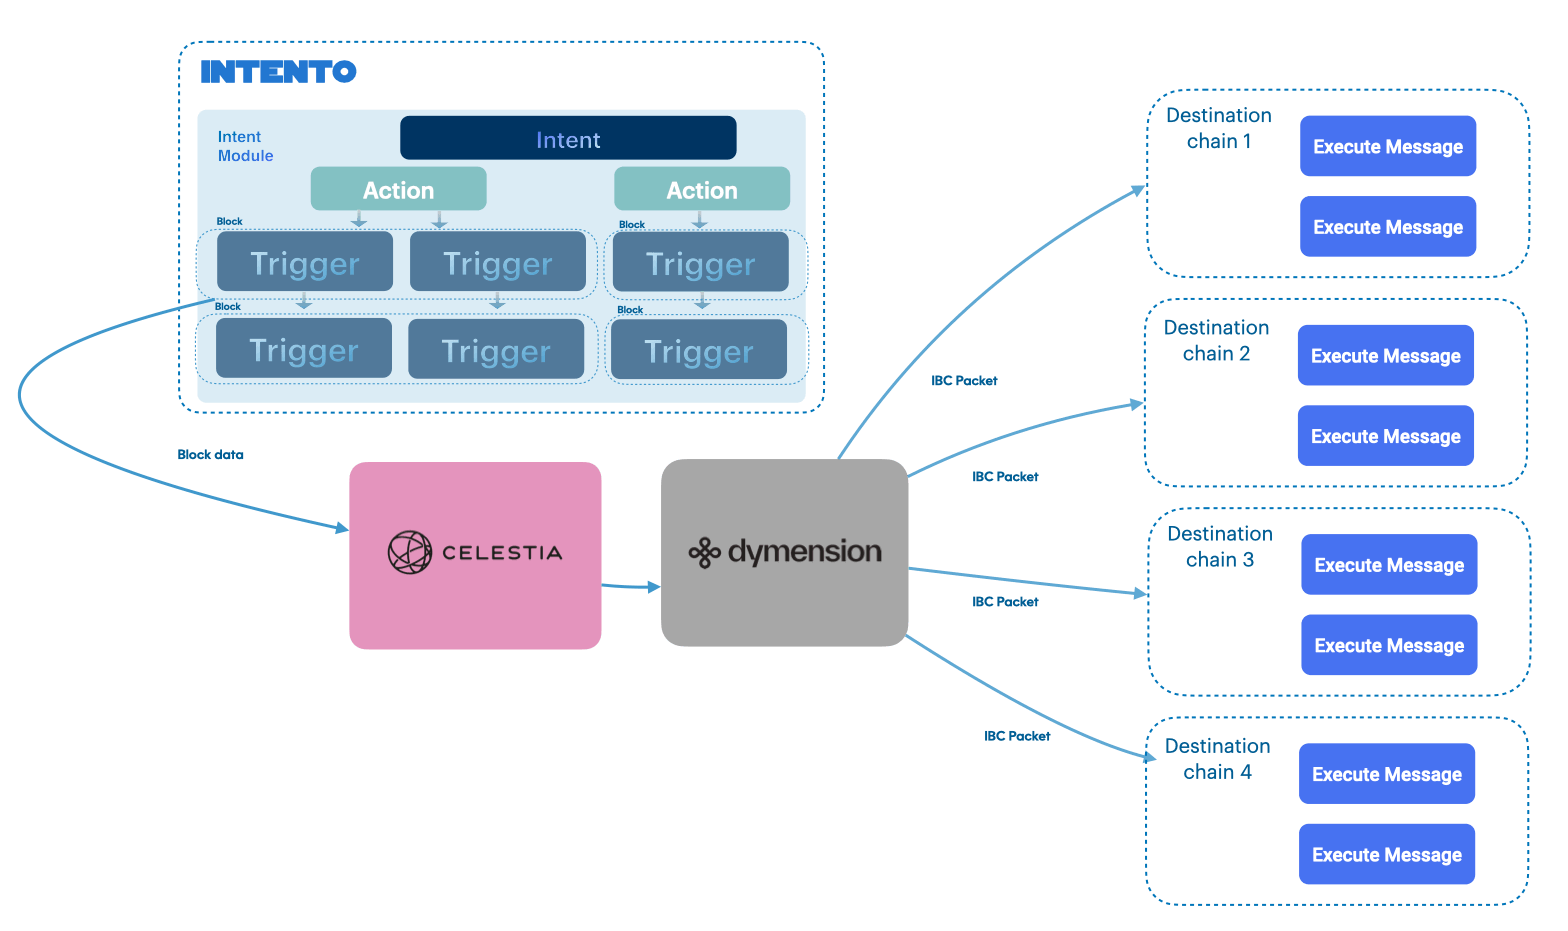 INTENTO
Intent
Module
Intent
Action
Action
Block
Block
Trigger
Trigger
Trigger
Block
Block
Trigger
Trigger
Trigger
Block data
CELESTIA
dymension
IBC Packet
IBC Packet
IBC Packet
IBC Packet
Destination
chain 1
Execute Message
Execute Message
Destination
chain 2
Execute Message
Execute Message
Destination
chain 3
Execute Message
Execute Message
Destination
chain 4
Execute Message
Execute Message